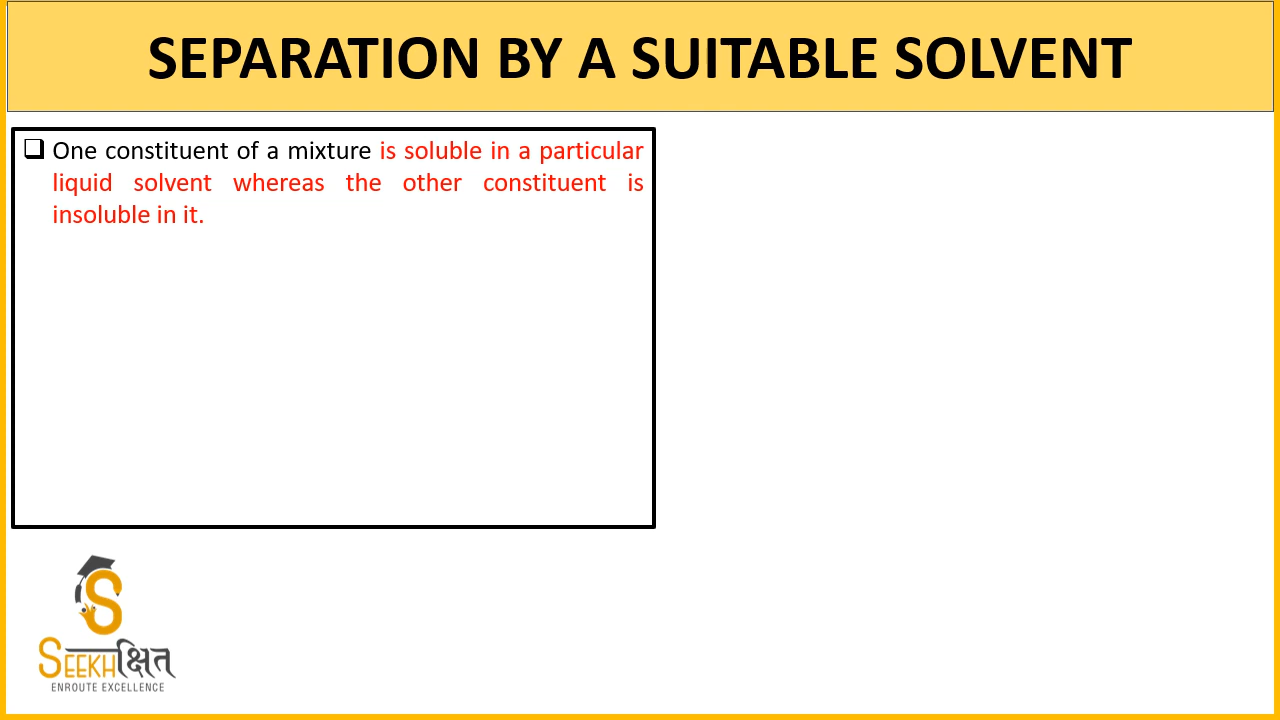 SEPARATION BY A SUITABLE SOLVENT
❑ One constituent of a mixture is soluble in a particular
liquid solvent whereas the other constituent is
insoluble in it.
S
SEEKHक्षित
ENROUTE EXCELLENCE